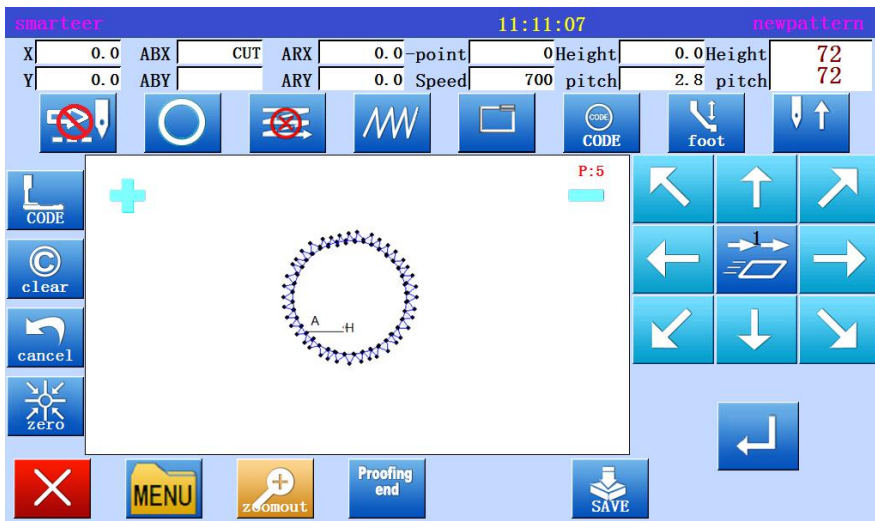 smarteer 11:11:07 newpattern
X 0.0 ABX CUT ARX 0.0 -point 0 Height 0.0 Height 72
Y 0.0 ABY ARY 0.0 Speed 700 pitch 2.8 pitch 72
CODE
CODE foot
P:5
CODE
1
clear
A H
cancel
zero
MENU zoomout Proofing
end
SAVE